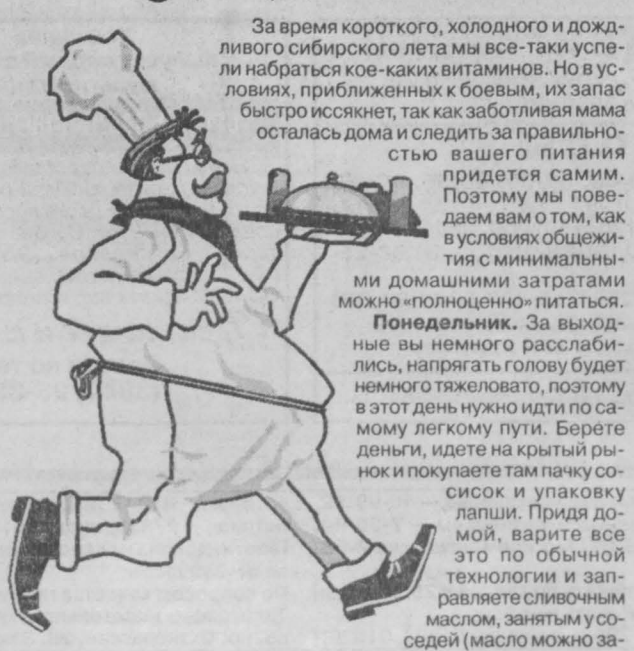 За время короткого, холодного и дожд-
ливого сибирского лета мы все-таки успе-
ли набраться кое-каких витаминов. Но в ус-
ловиях, приближенных к боевым, их запас
быстро иссякнет, так как заботливая мама
осталась дома и следить за правильно-
стью вашего питания
придется самим.
Поэтому мы пове-
даем вам о том, как
в условиях общежи-
тия с минимальны-
ми домашними затратами
можно «полноценно» питаться.
Понедельник. За выход-
ные вы немного расслаби-
лись, напрягать голову будет
немного тяжеловато, поэтому
в этот день нужно идти по са-
мому легкому пути. Берете
деньги, идете на крытый ры-
нок и покупаете там пачку со-
сисок и упаковку
лапши. Придя до-
мой, варите все
это по обычной
технологии и зап-
равляете сливочным
маслом, занятым у со-
седей (масло можно за-